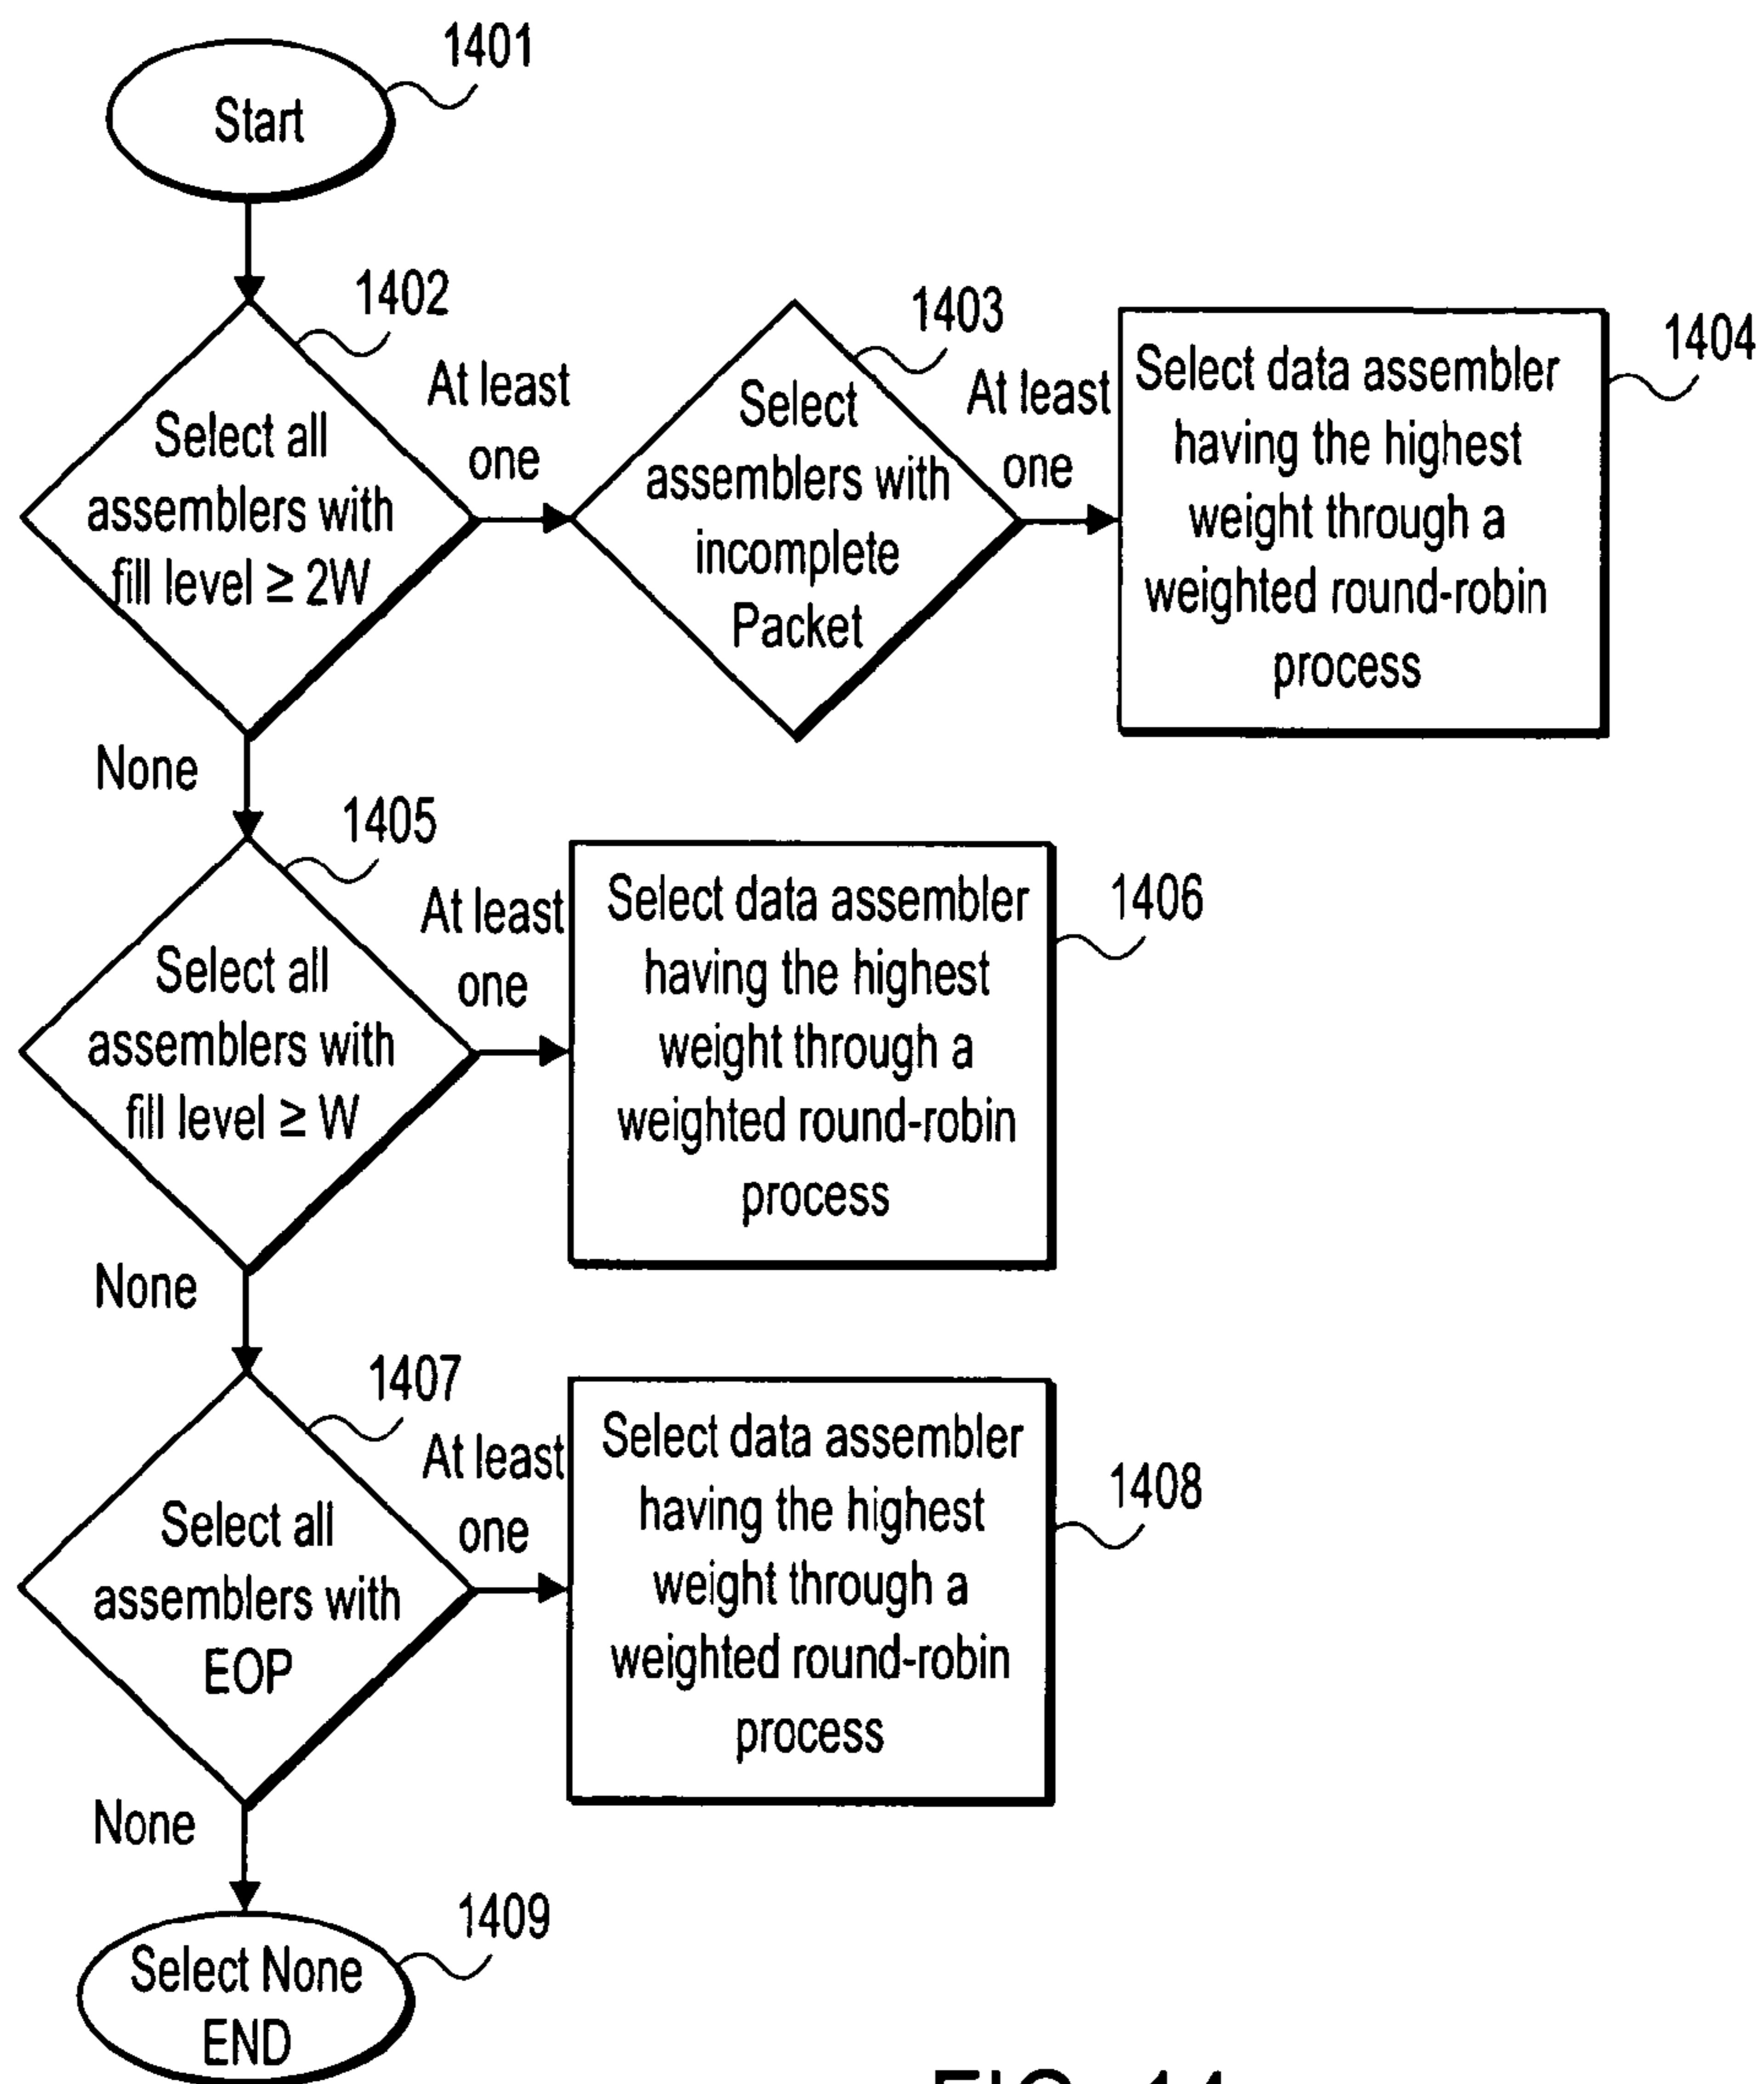 1401
Start
1402
Select all
assemblers with
fill level ≥ 2W
At least
one
1403
Select
assemblers with
incomplete
Packet
At least
one
1404
Select data assembler
having the highest
weight through a
weighted round-robin
process
None
1405
Select all
assemblers with
fill level ≥ W
At least
one
1406
Select data assembler
having the highest
weight through a
weighted round-robin
process
None
1407
Select all
assemblers with
EOP
At least
one
1408
Select data assembler
having the highest
weight through a
weighted round-robin
process
None
1409
Select None
END
FIG. 14